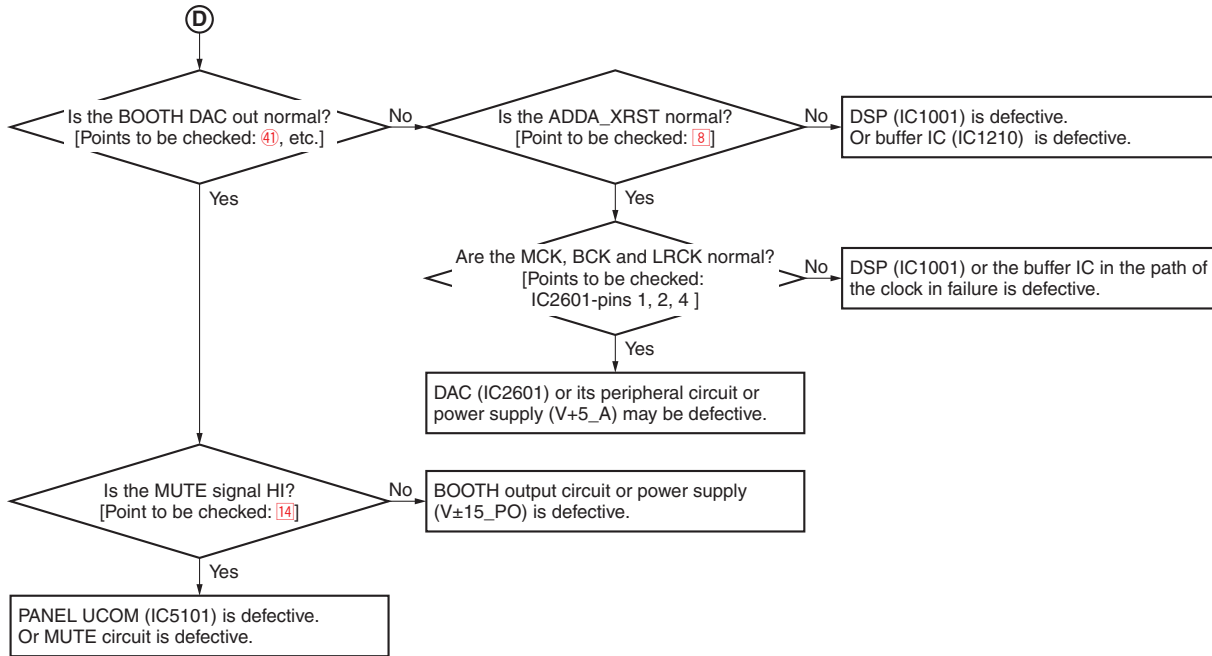 D
Is the BOOTH DAC out normal?
[Points to be checked: 41, etc.]
No
Is the ADDA_XRST normal?
[Point to be checked: 8]
No
DSP (IC1001) is defective.
Or buffer IC (IC1210) is defective.
Yes
Yes
Are the MCK, BCK and LRCK normal?
[Points to be checked:
IC2601-pins 1, 2, 4 ]
No
DSP (IC1001) or the buffer IC in the path of
the clock in failure is defective.
Yes
DAC (IC2601) or its peripheral circuit or
power supply (V+5_A) may be defective.
Is the MUTE signal HI?
[Point to be checked: 14]
No
BOOTH output circuit or power supply
(V±15_PO) is defective.
Yes
PANEL UCOM (IC5101) is defective.
Or MUTE circuit is defective.